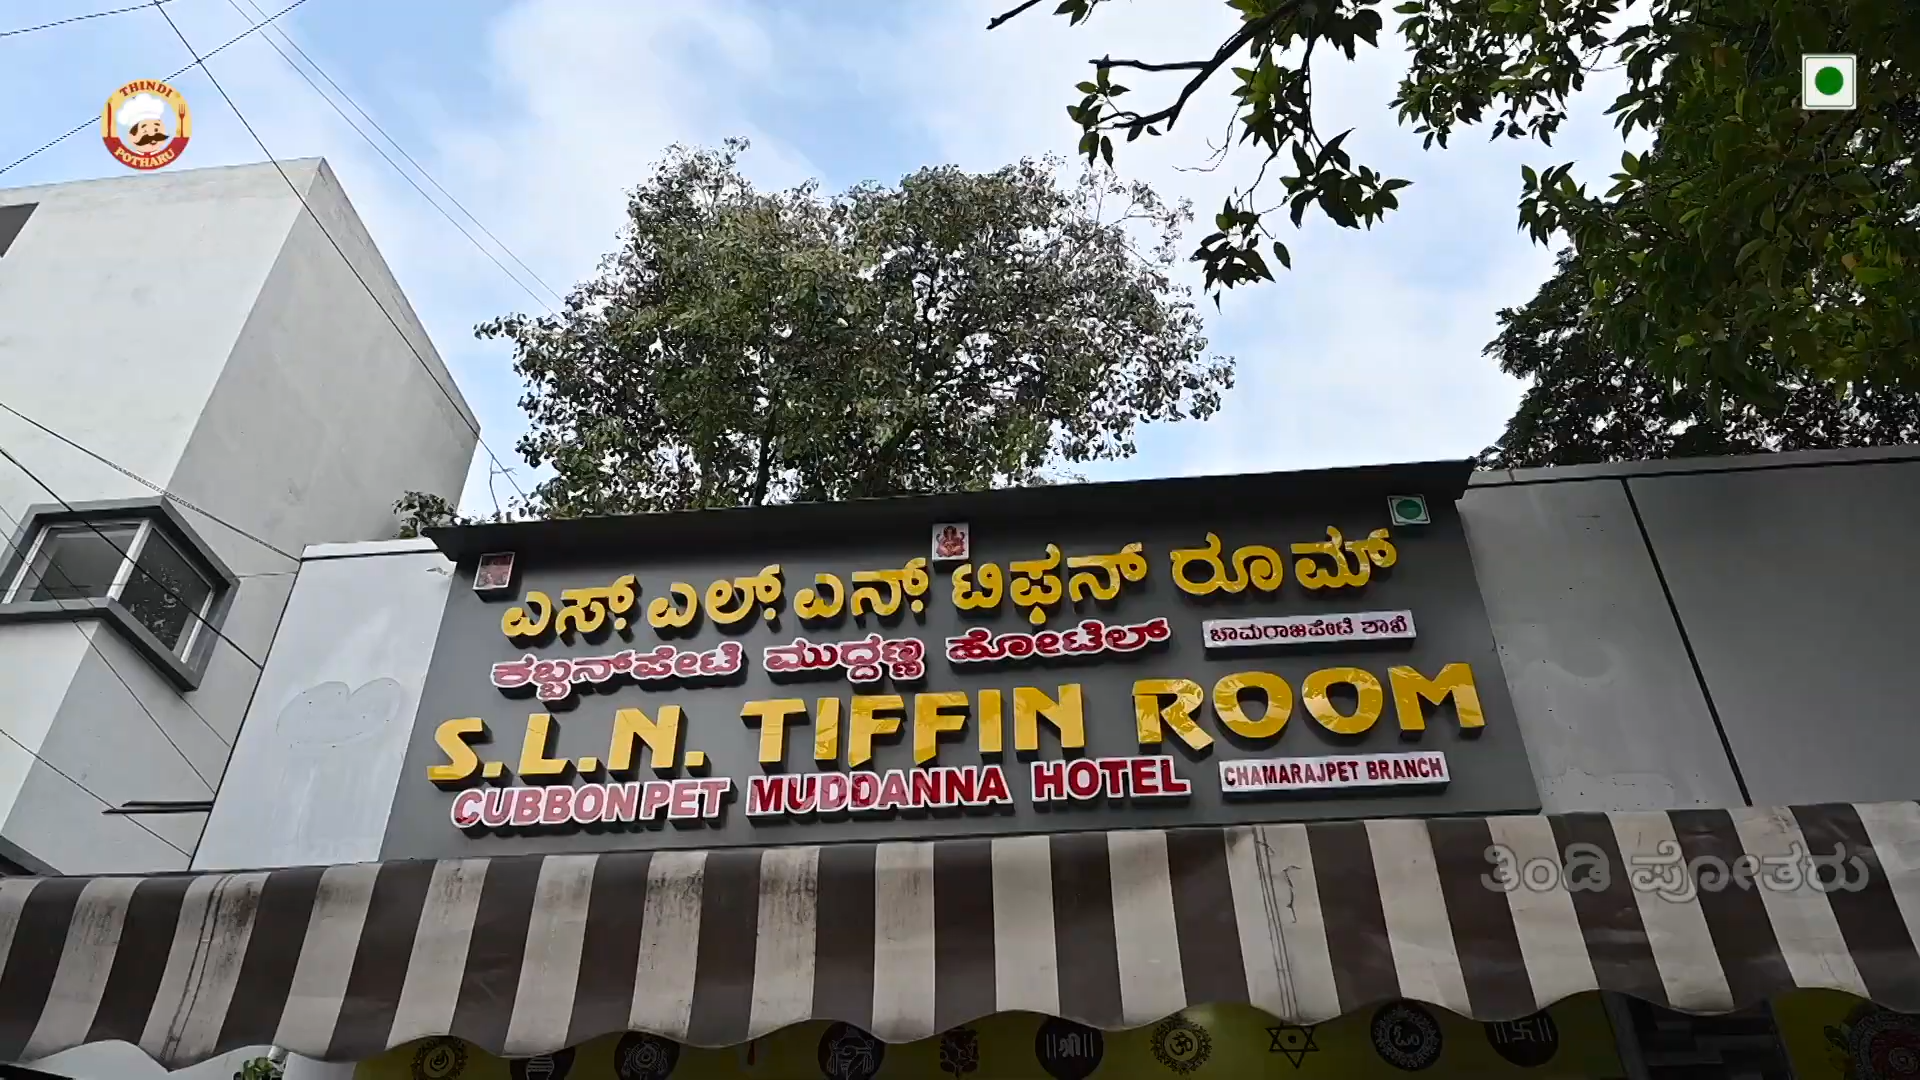 THINDI
POTHARU
ಎಸ್. ಎಲ್. ಎನ್. ಟಿಫನ್ ರೂಮ್
ಕಬ್ಬನ್‌ಪೇಟೆ ಮುದ್ದಣ್ಣ ಹೋಟೆಲ್ ಚಾಮರಾಜಪೇಟೆ ಶಾಖೆ
S.L.N. TIFFIN ROOM
CUBBONPET MUDDANNA HOTEL CHAMARAJPET BRANCH
ತಿಂಡಿ ಪೋತರು
ಶ್ರೀ ॐ ಓಂ